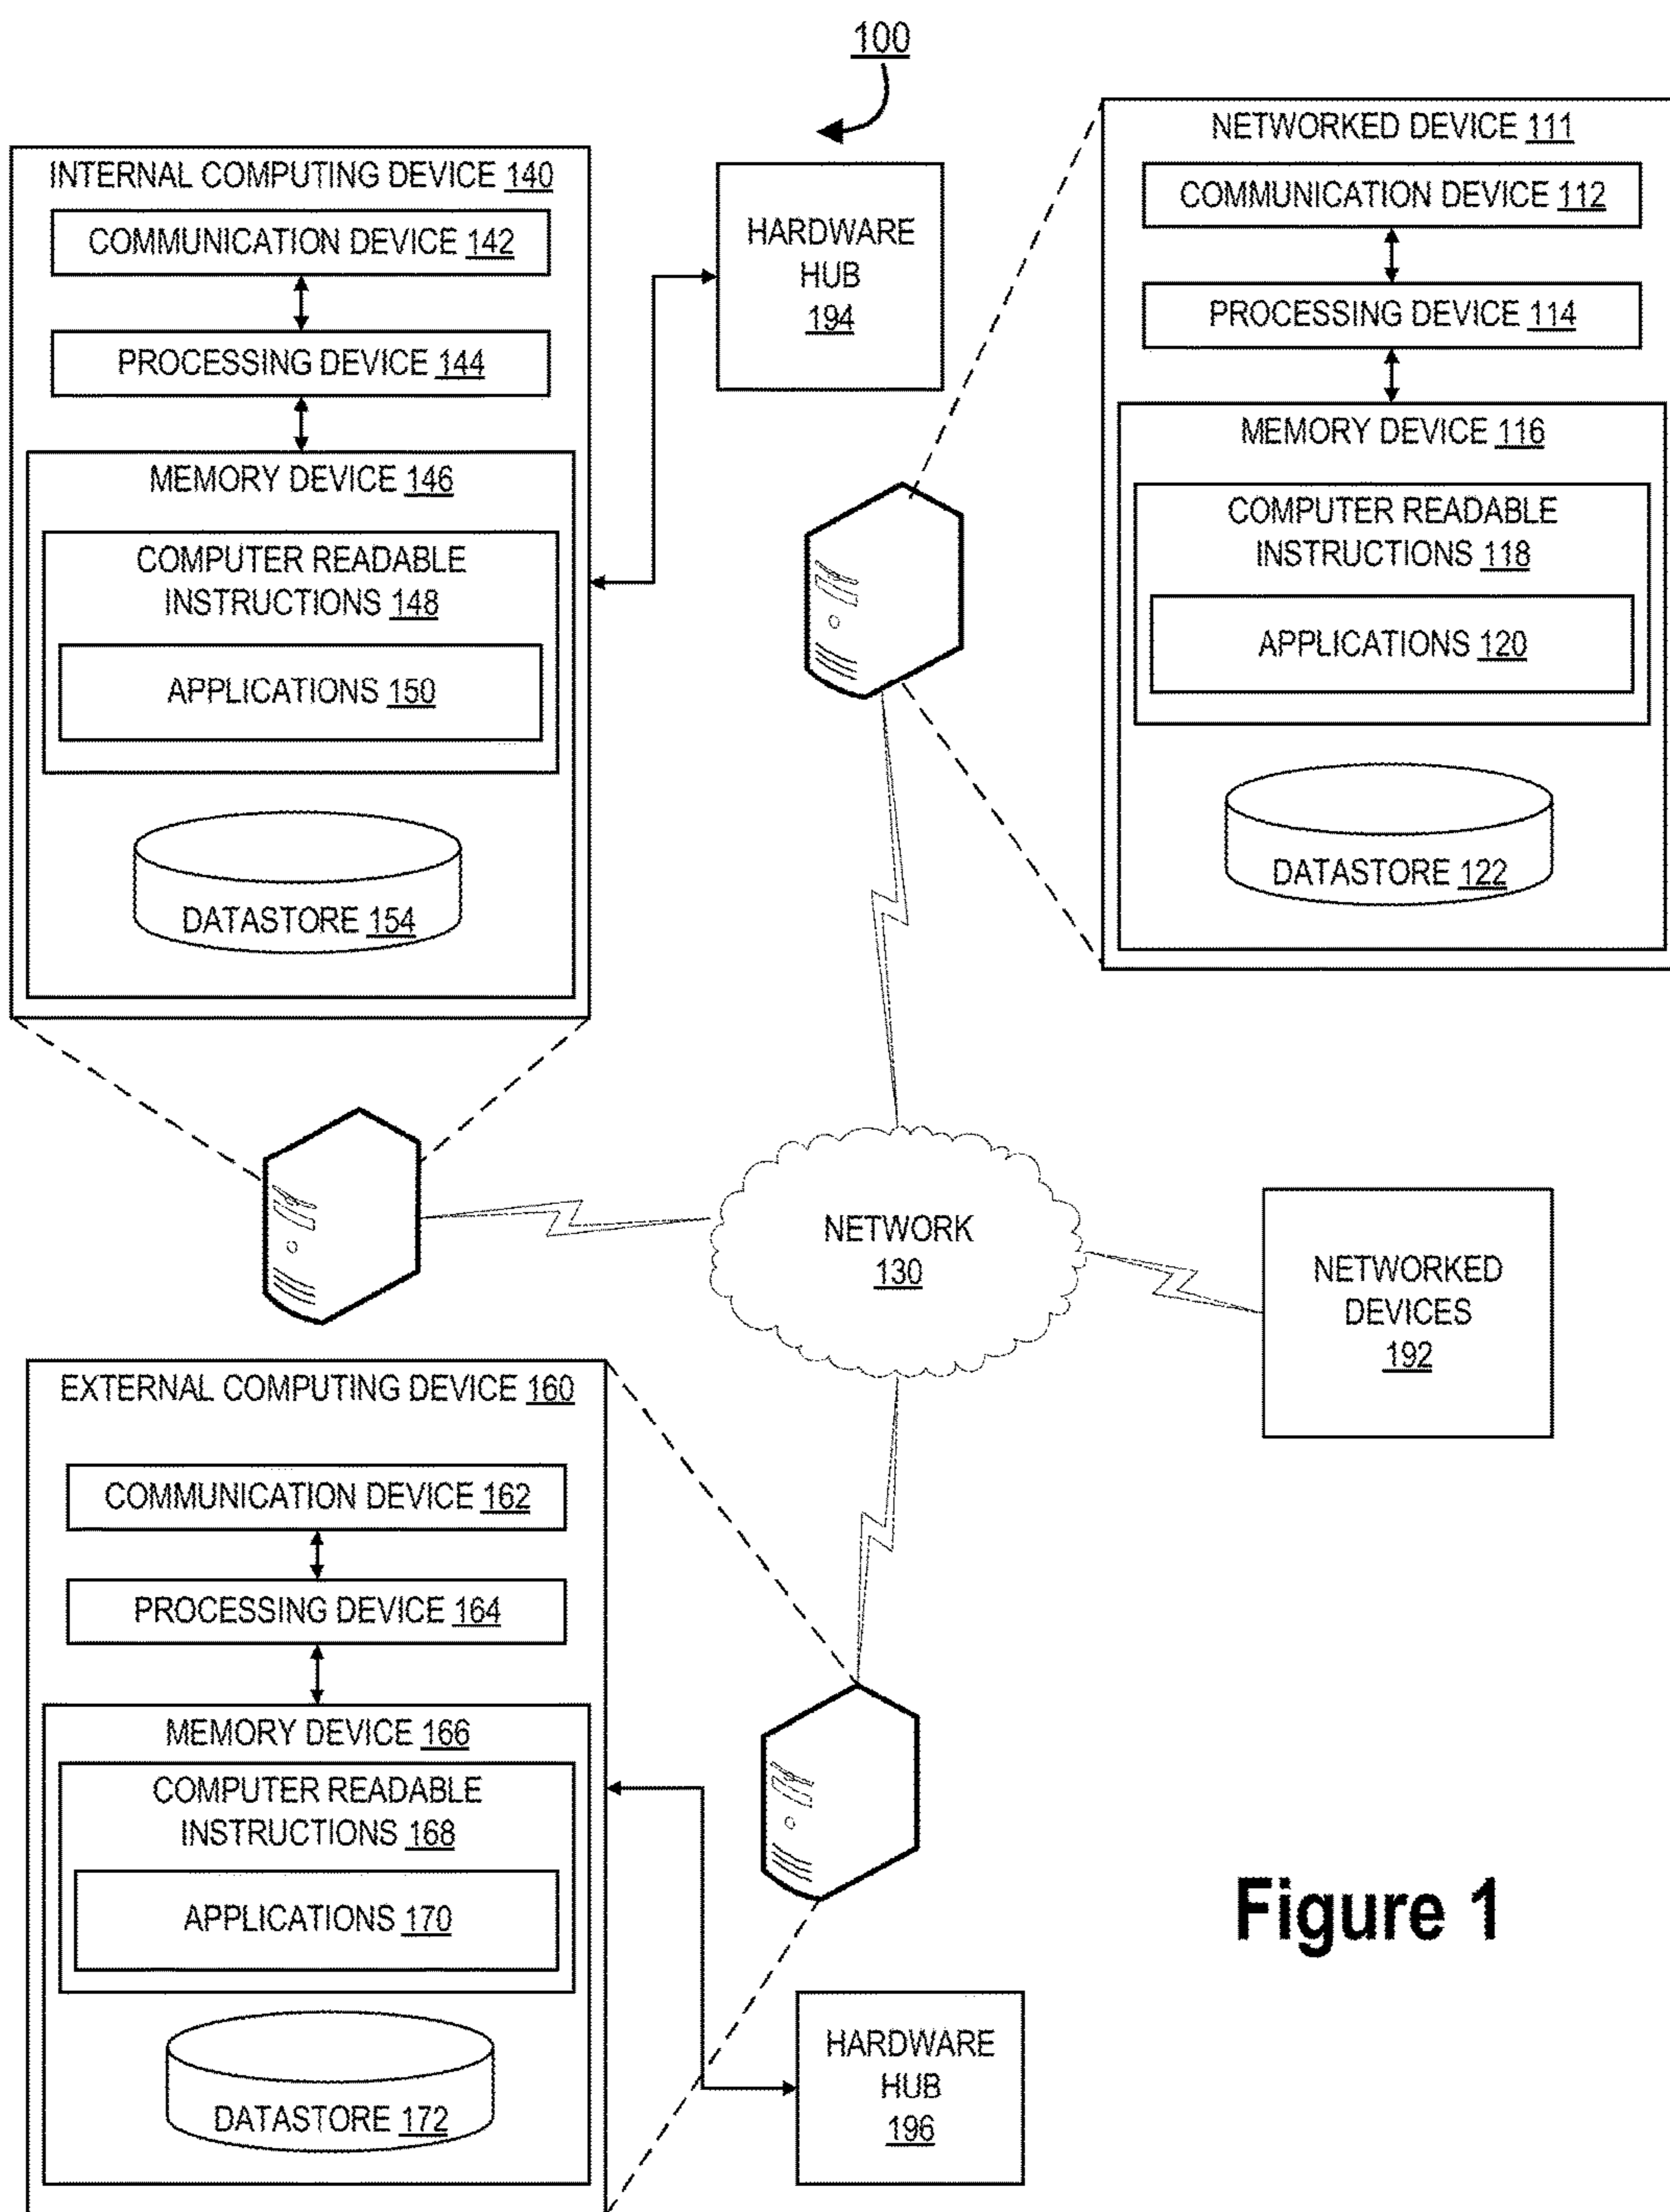 100
INTERNAL COMPUTING DEVICE 140
COMMUNICATION DEVICE 142
PROCESSING DEVICE 144
MEMORY DEVICE 146
COMPUTER READABLE
INSTRUCTIONS 148
APPLICATIONS 150
DATASTORE 154
HARDWARE
HUB
194
NETWORKED DEVICE 111
COMMUNICATION DEVICE 112
PROCESSING DEVICE 114
MEMORY DEVICE 116
COMPUTER READABLE
INSTRUCTIONS 118
APPLICATIONS 120
DATASTORE 122
NETWORK
130
NETWORKED
DEVICES
192
EXTERNAL COMPUTING DEVICE 160
COMMUNICATION DEVICE 162
PROCESSING DEVICE 164
MEMORY DEVICE 166
COMPUTER READABLE
INSTRUCTIONS 168
APPLICATIONS 170
DATASTORE 172
HARDWARE
HUB
196
Figure 1